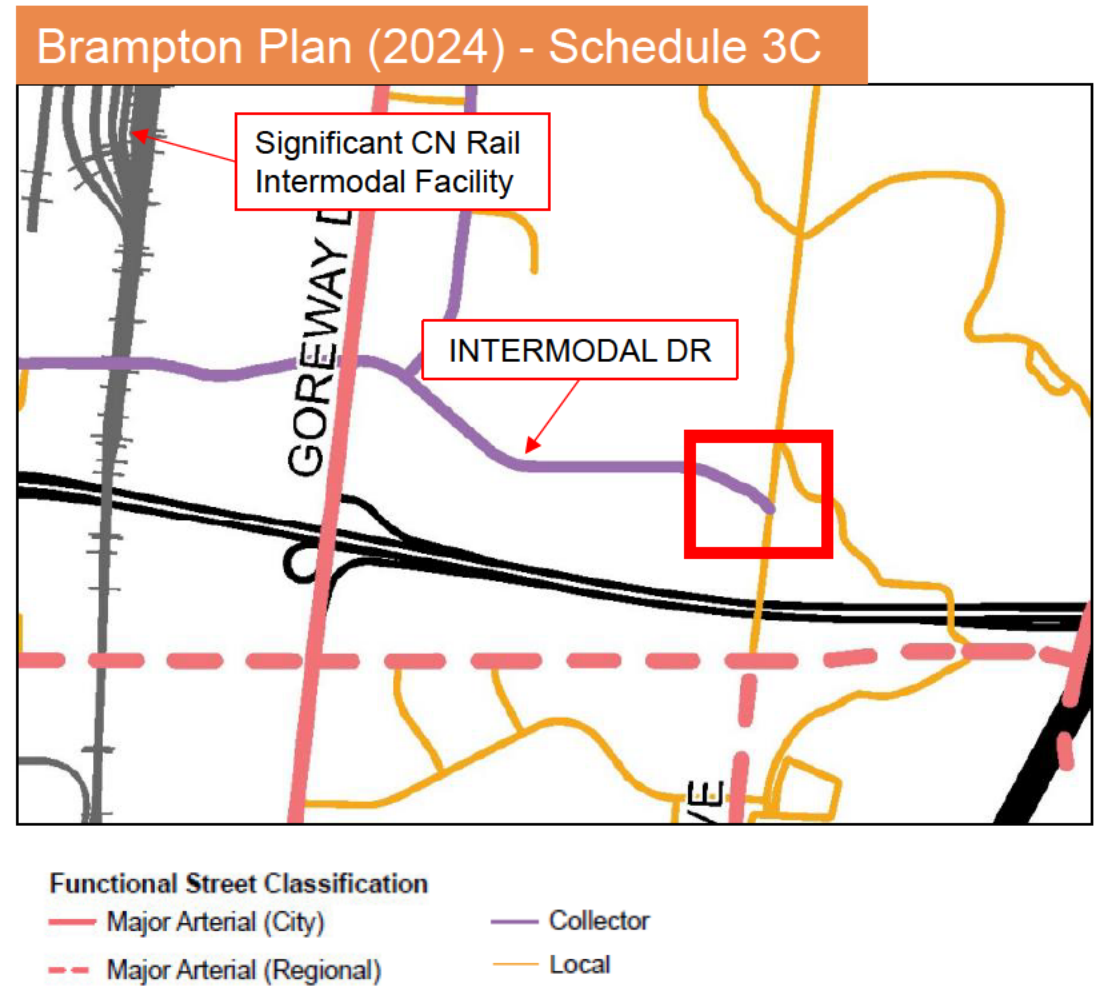 Brampton Plan (2024) - Schedule 3C
Significant CN Rail
Intermodal Facility
GOREWAY D
INTERMODAL DR
VE
Functional Street Classification
Major Arterial (City)
Collector
Major Arterial (Regional)
Local